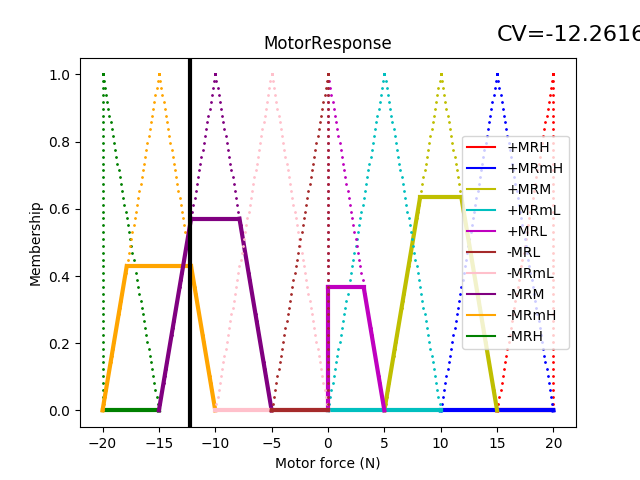 CV=-12.2616
MotorResponse
Membership
1.0
0.8
0.6
0.4
0.2
0.0
+MRH
+MRmH
+MRM
+MRmL
+MRL
-MRL
-MRmL
-MRM
-MRmH
-MRH
−20 −15 −10 −5 0 5 10 15 20
Motor force (N)